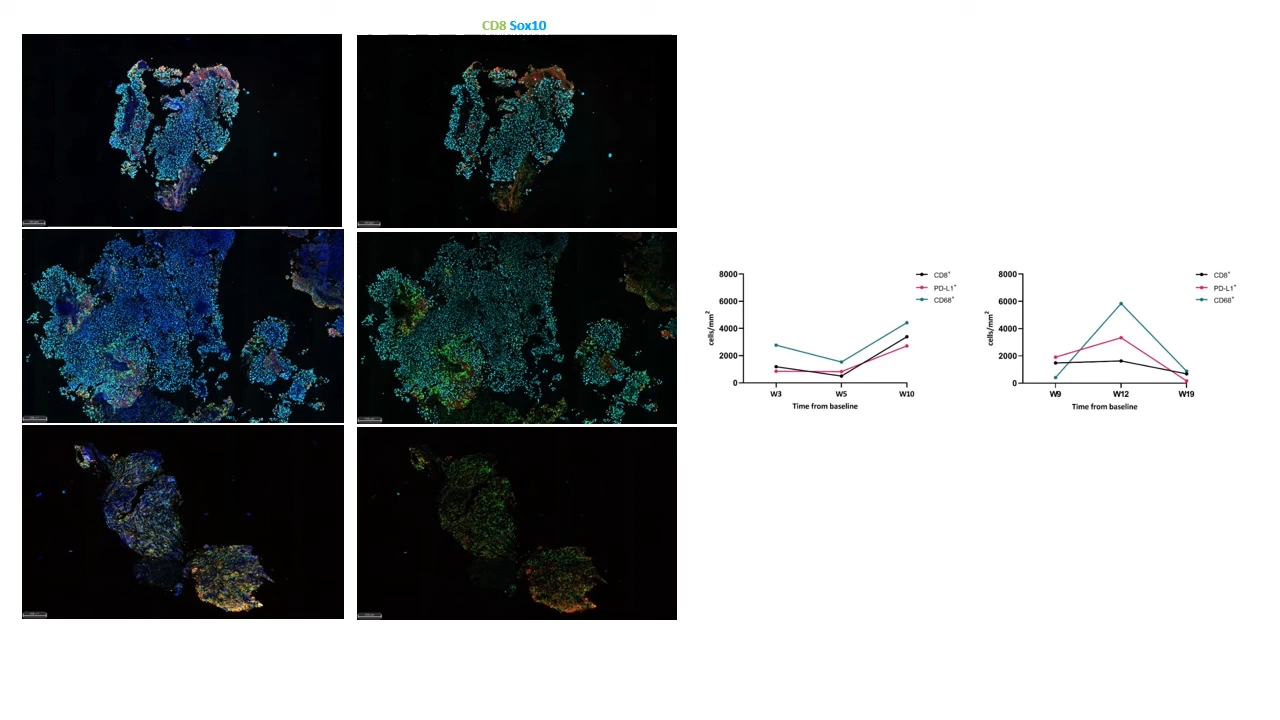 CD8 Sox10
8000
6000
4000
2000
0
cells/mm²
W3 W5 W10
Time from baseline
CD8⁺
PD-L1⁺
CD68⁺
8000
6000
4000
2000
0
cells/mm²
W9 W12 W19
Time from baseline
CD8⁺
PD-L1⁺
CD68⁺